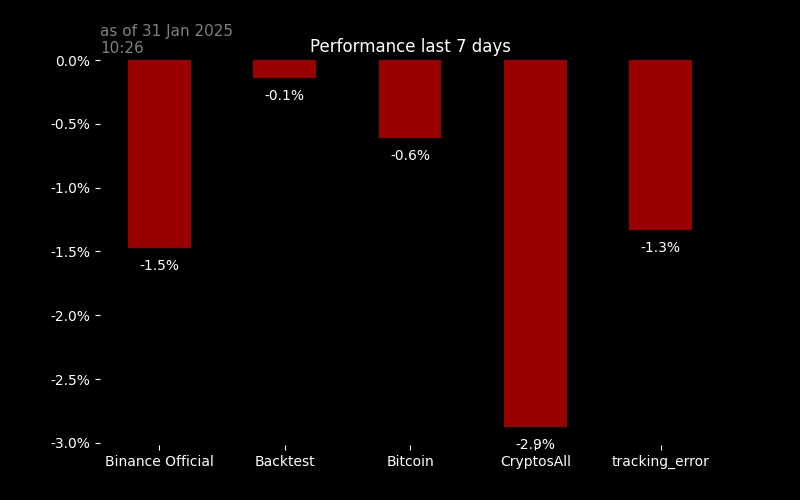 as of 31 Jan 2025
10:26
Performance last 7 days
0.0%
-0.5%
-1.0%
-1.5%
-2.0%
-2.5%
-3.0%
-1.5%
-0.1%
-0.6%
-2.9%
-1.3%
Binance Official
Backtest
Bitcoin
CryptosAll
tracking_error